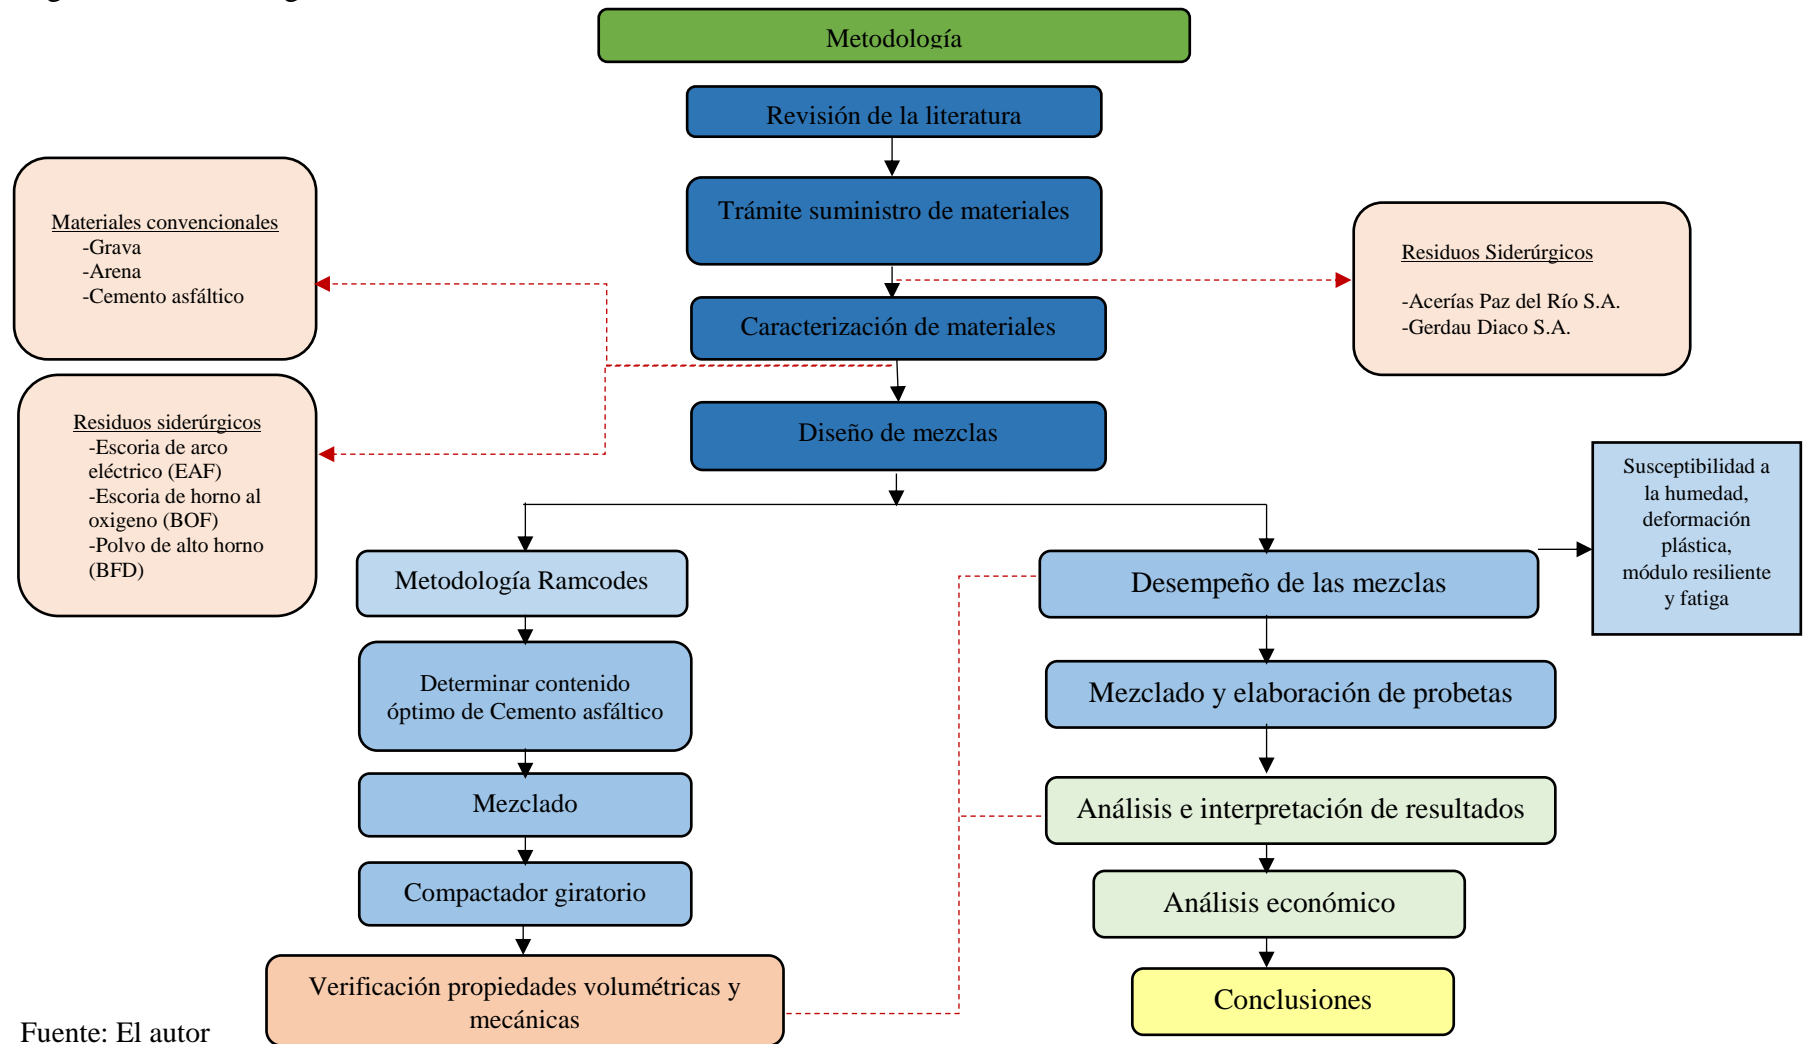 Metodología
Revisión de la literatura
Trámite suministro de materiales
Materiales convencionales
-Grava
-Arena
-Cemento asfáltico
Residuos Siderúrgicos
-Acerías Paz del Río S.A.
-Gerdau Diaco S.A.
Caracterización de materiales
Residuos siderúrgicos
-Escoria de arco
eléctrico (EAF)
-Escoria de horno al
oxigeno (BOF)
-Polvo de alto horno
(BFD)
Diseño de mezclas
Susceptibilidad a
la humedad,
deformación
plástica,
módulo resiliente
y fatiga
Metodología Ramcodes
Determinar contenido
óptimo de Cemento asfáltico
Mezclado
Compactador giratorio
Verificación propiedades volumétricas y
mecánicas
Desempeño de las mezclas
Mezclado y elaboración de probetas
Análisis e interpretación de resultados
Análisis económico
Conclusiones
Fuente: El autor